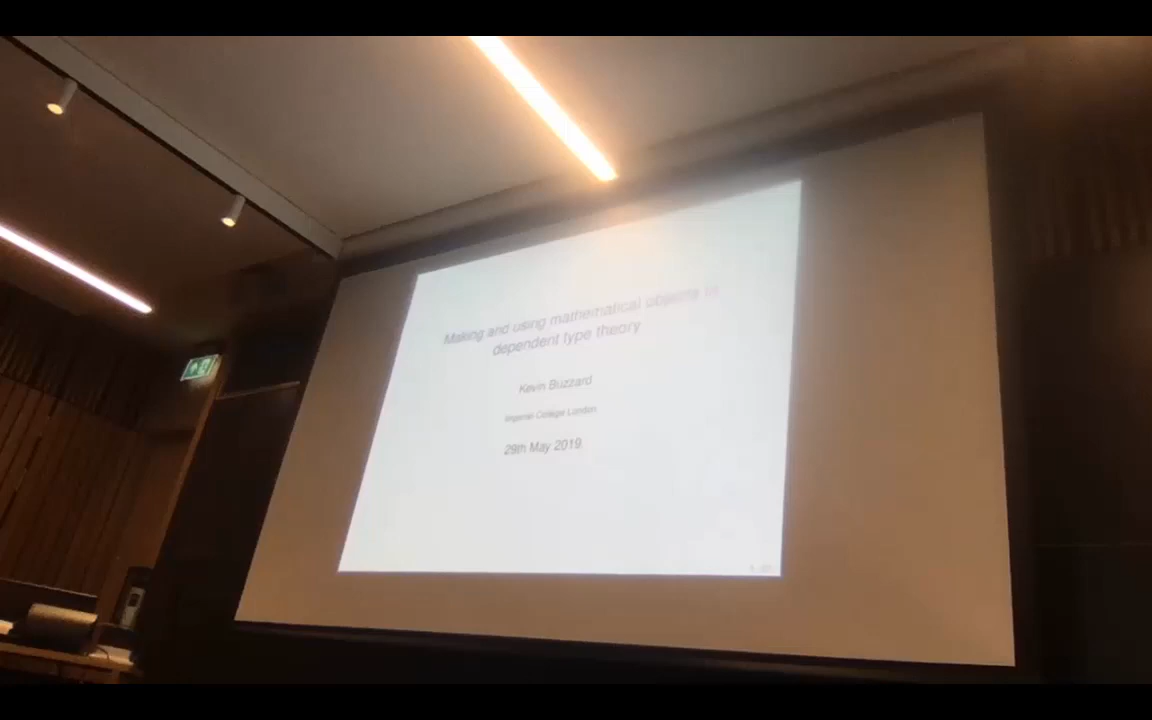 Making and using mathematical objects in
dependent type theory
Kevin Buzzard
Imperial College London
29th May 2019